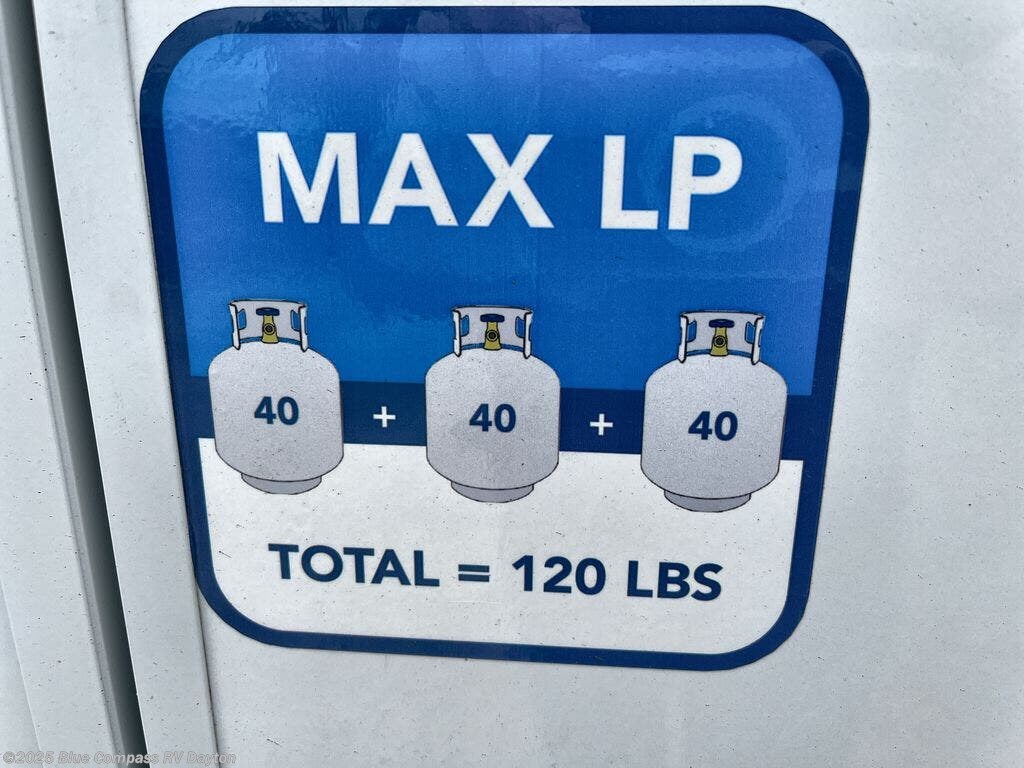 MAX LP
40 + 40 + 40
TOTAL = 120 LBS
©2025 Blue Compass RV Dayton